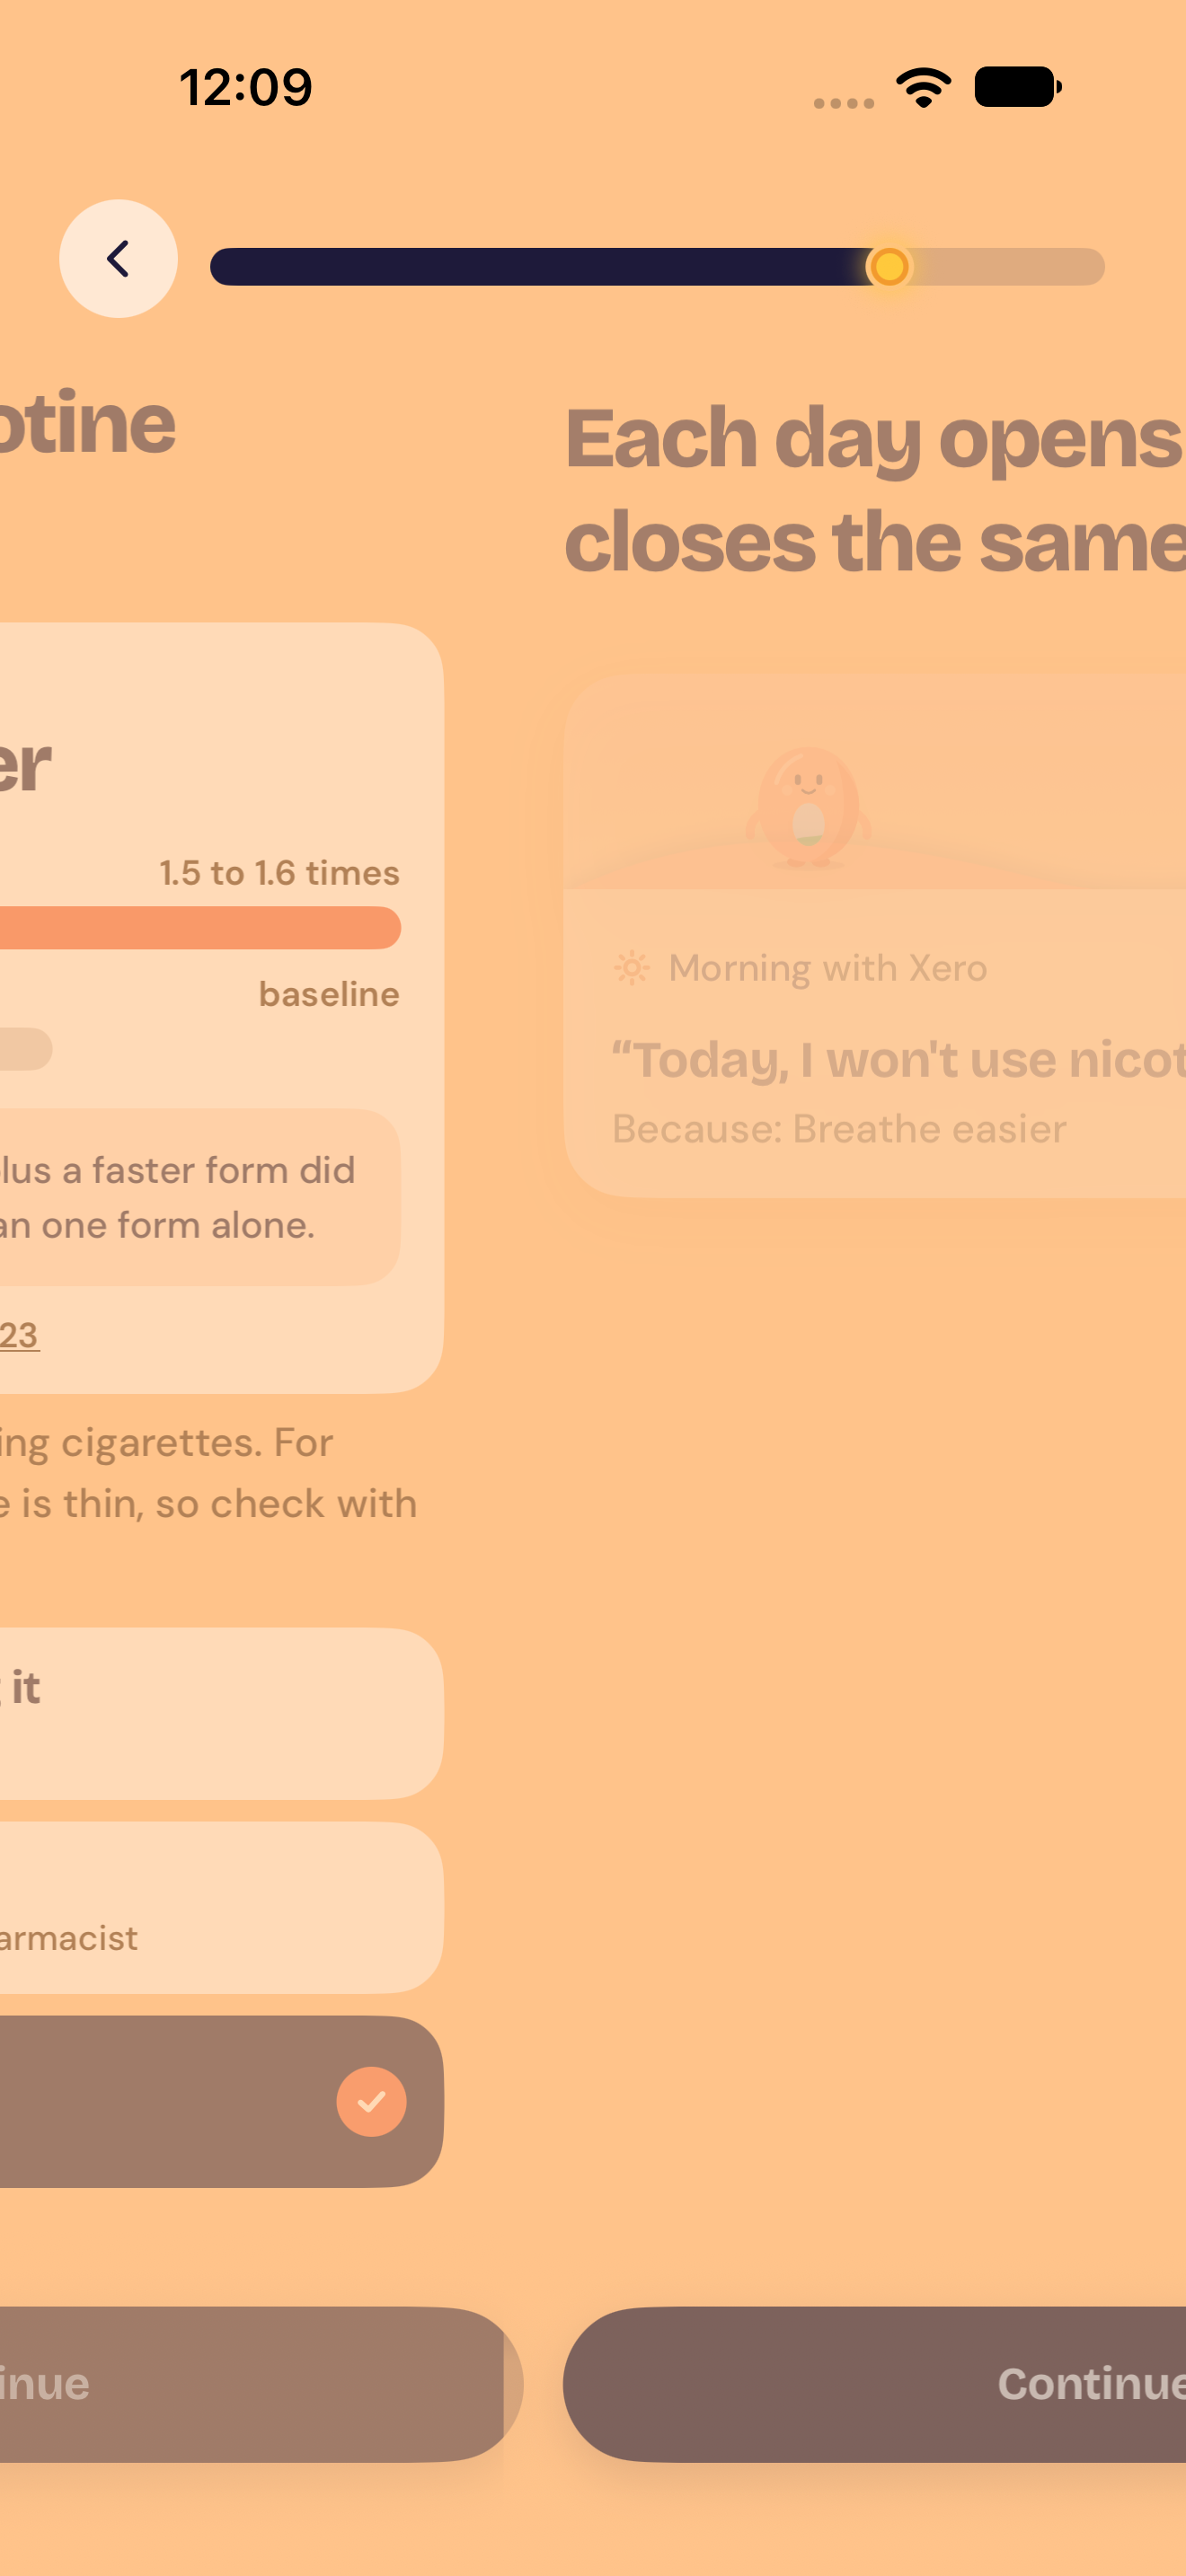 12:09
otine
er
1.5 to 1.6 times
baseline
lus a faster form did
an one form alone.
23
ing cigarettes. For
e is thin, so check with
it
armacist
inue
Each day opens
closes the same
Morning with Xero
“Today, I won't use nicot
Because: Breathe easier
Continue